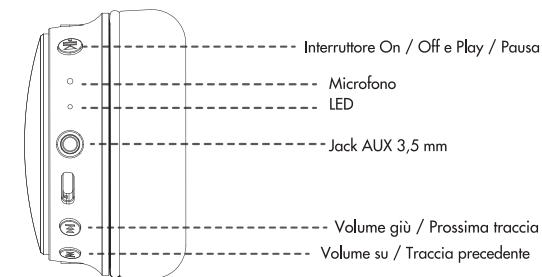 Interruttore On / Off e Play / Pausa
Microfono
LED
Jack AUX 3,5 mm
Volume giù / Prossima traccia
Volume su / Traccia precedente